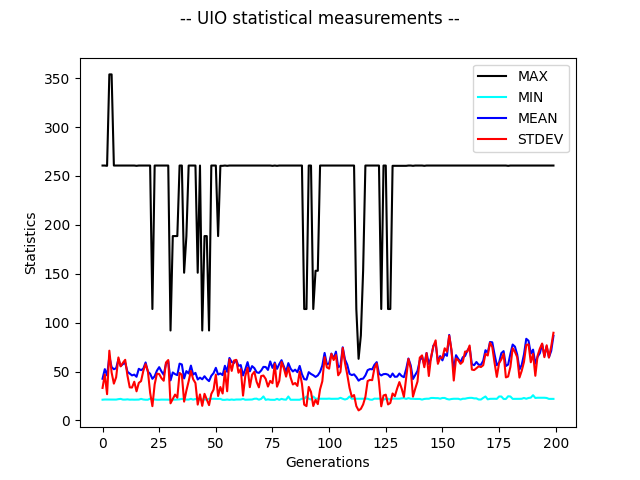 -- UIO statistical measurements --
MAX
MIN
MEAN
STDEV
Statistics
350
300
250
200
150
100
50
0
0 25 50 75 100 125 150 175 200
Generations